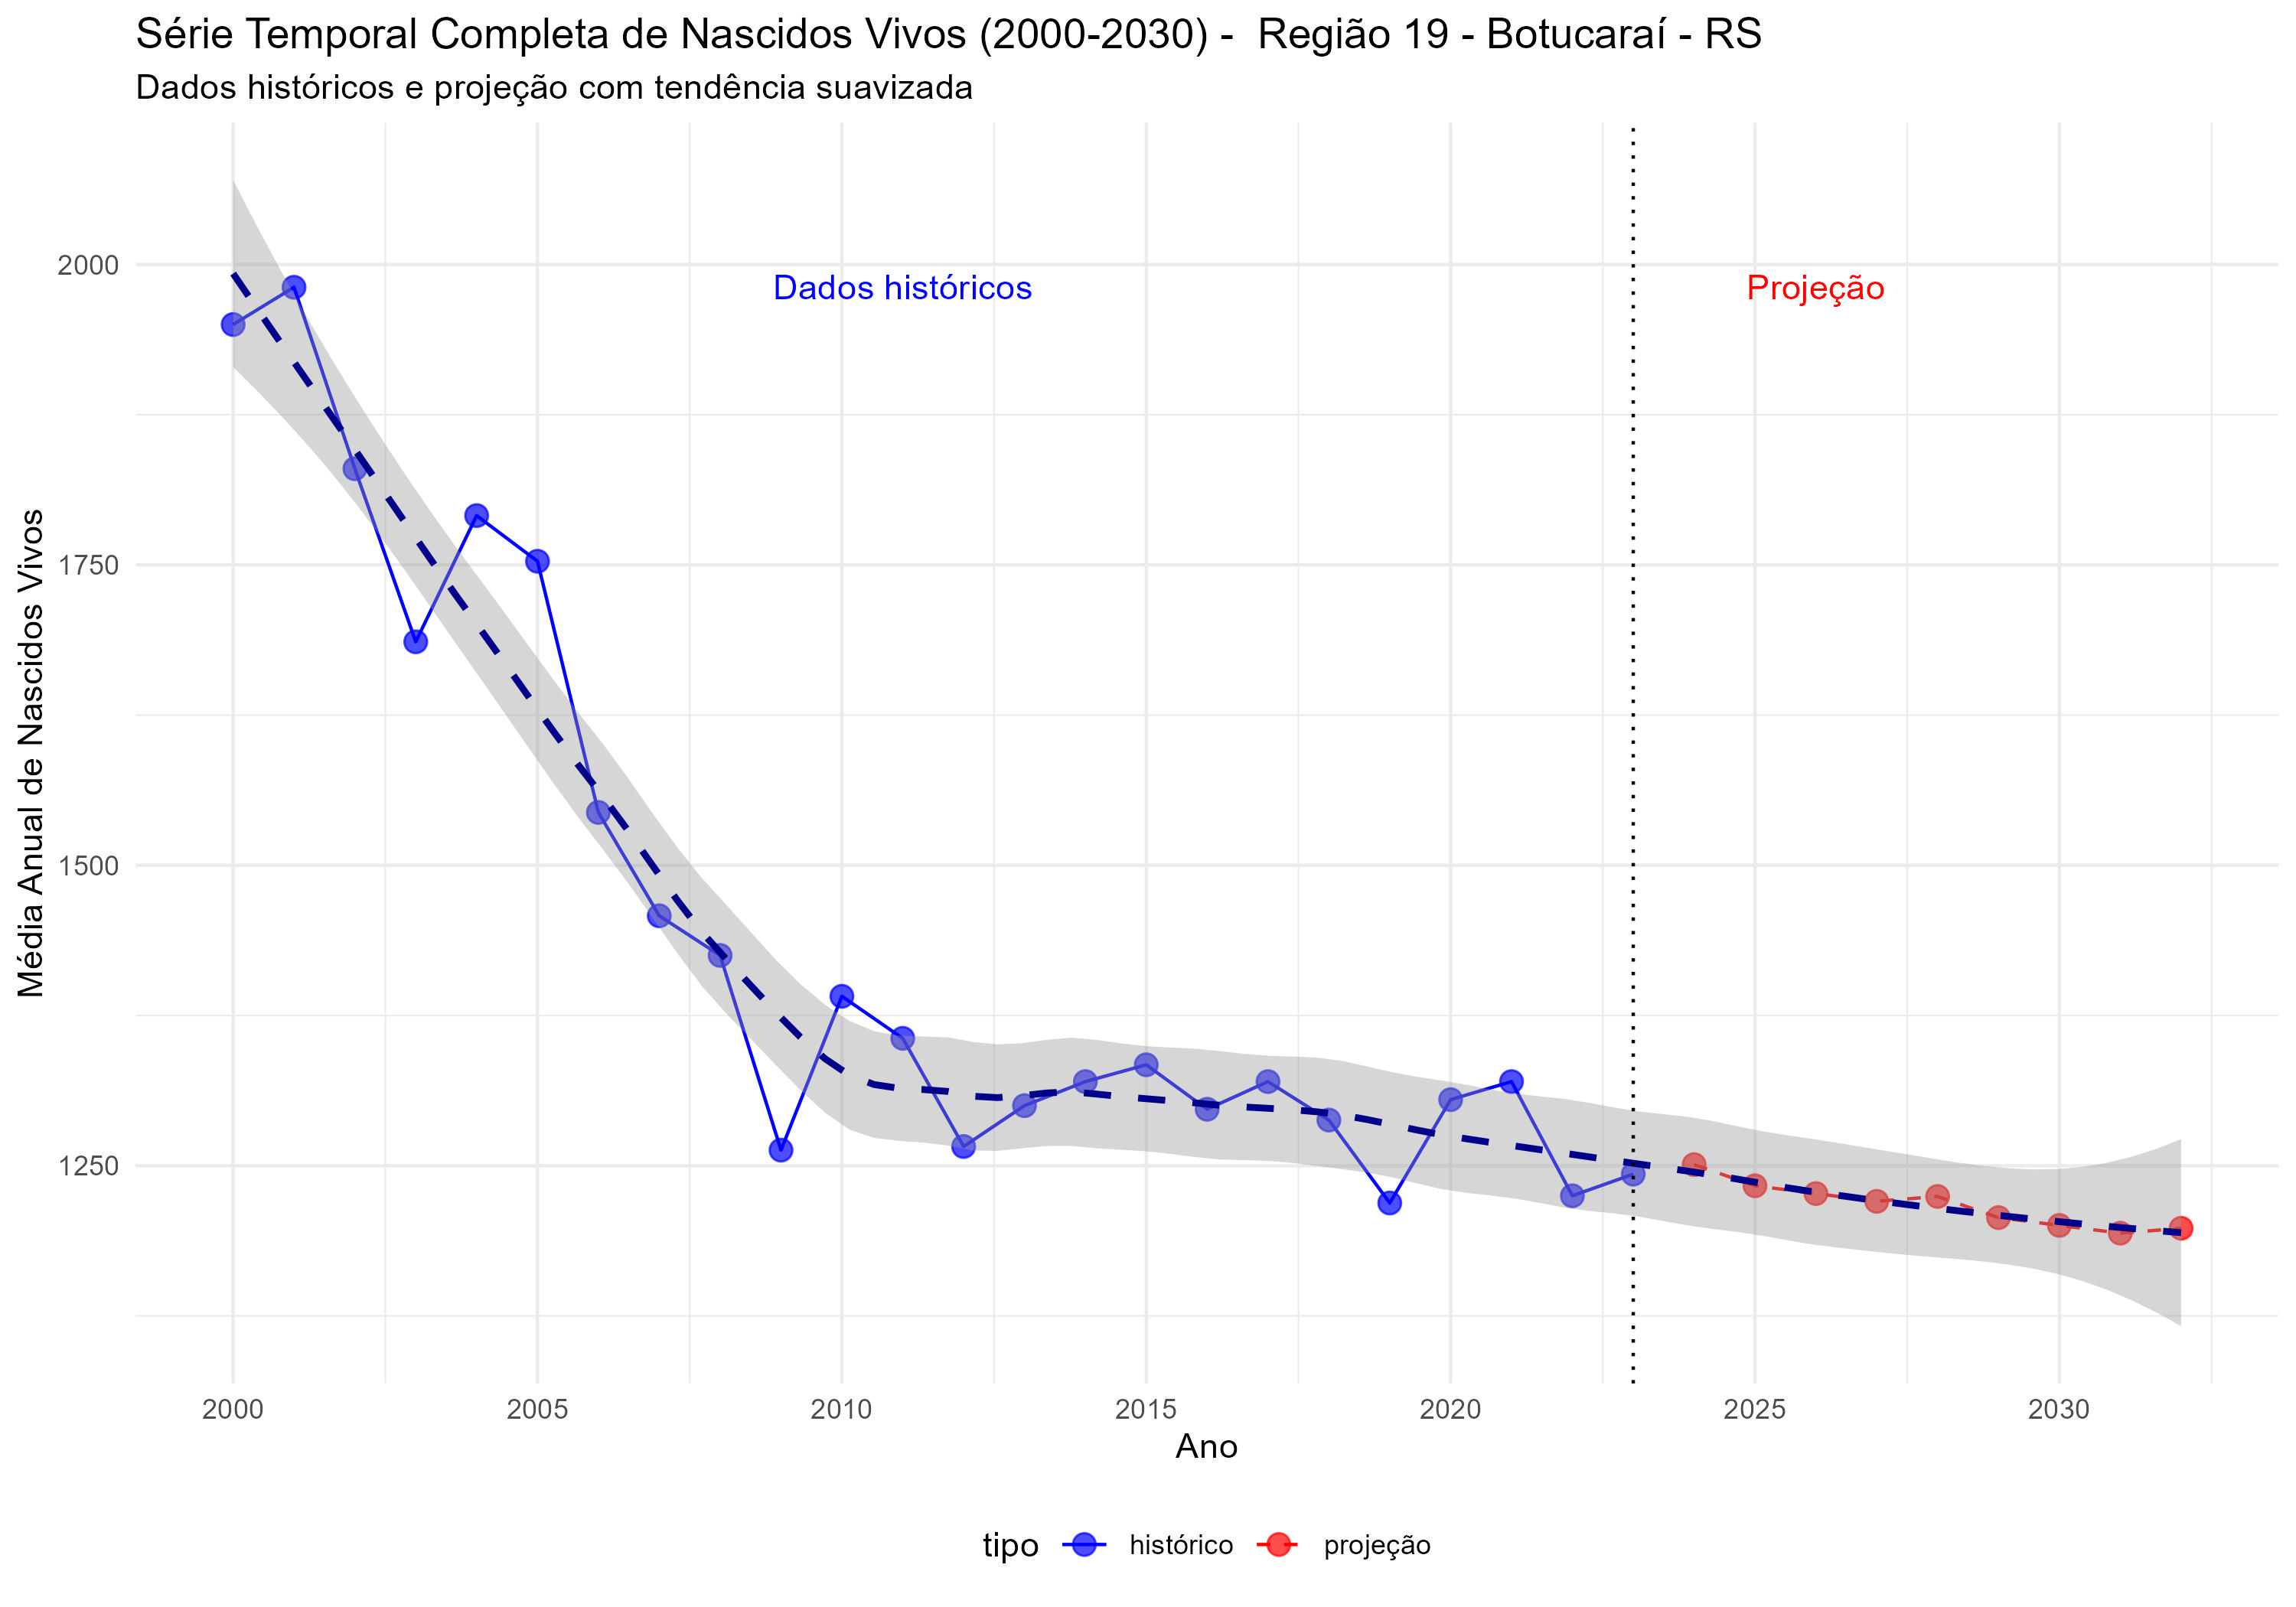 Série Temporal Completa de Nascidos Vivos (2000-2030) -  Região 19 - Botucaraí - RS
Dados históricos e projeção com tendência suavizada
Média Anual de Nascidos Vivos
2000
1750
1500
1250
Dados históricos
Projeção
2000 2005 2010 2015 2020 2025 2030
Ano
tipo histórico projeção